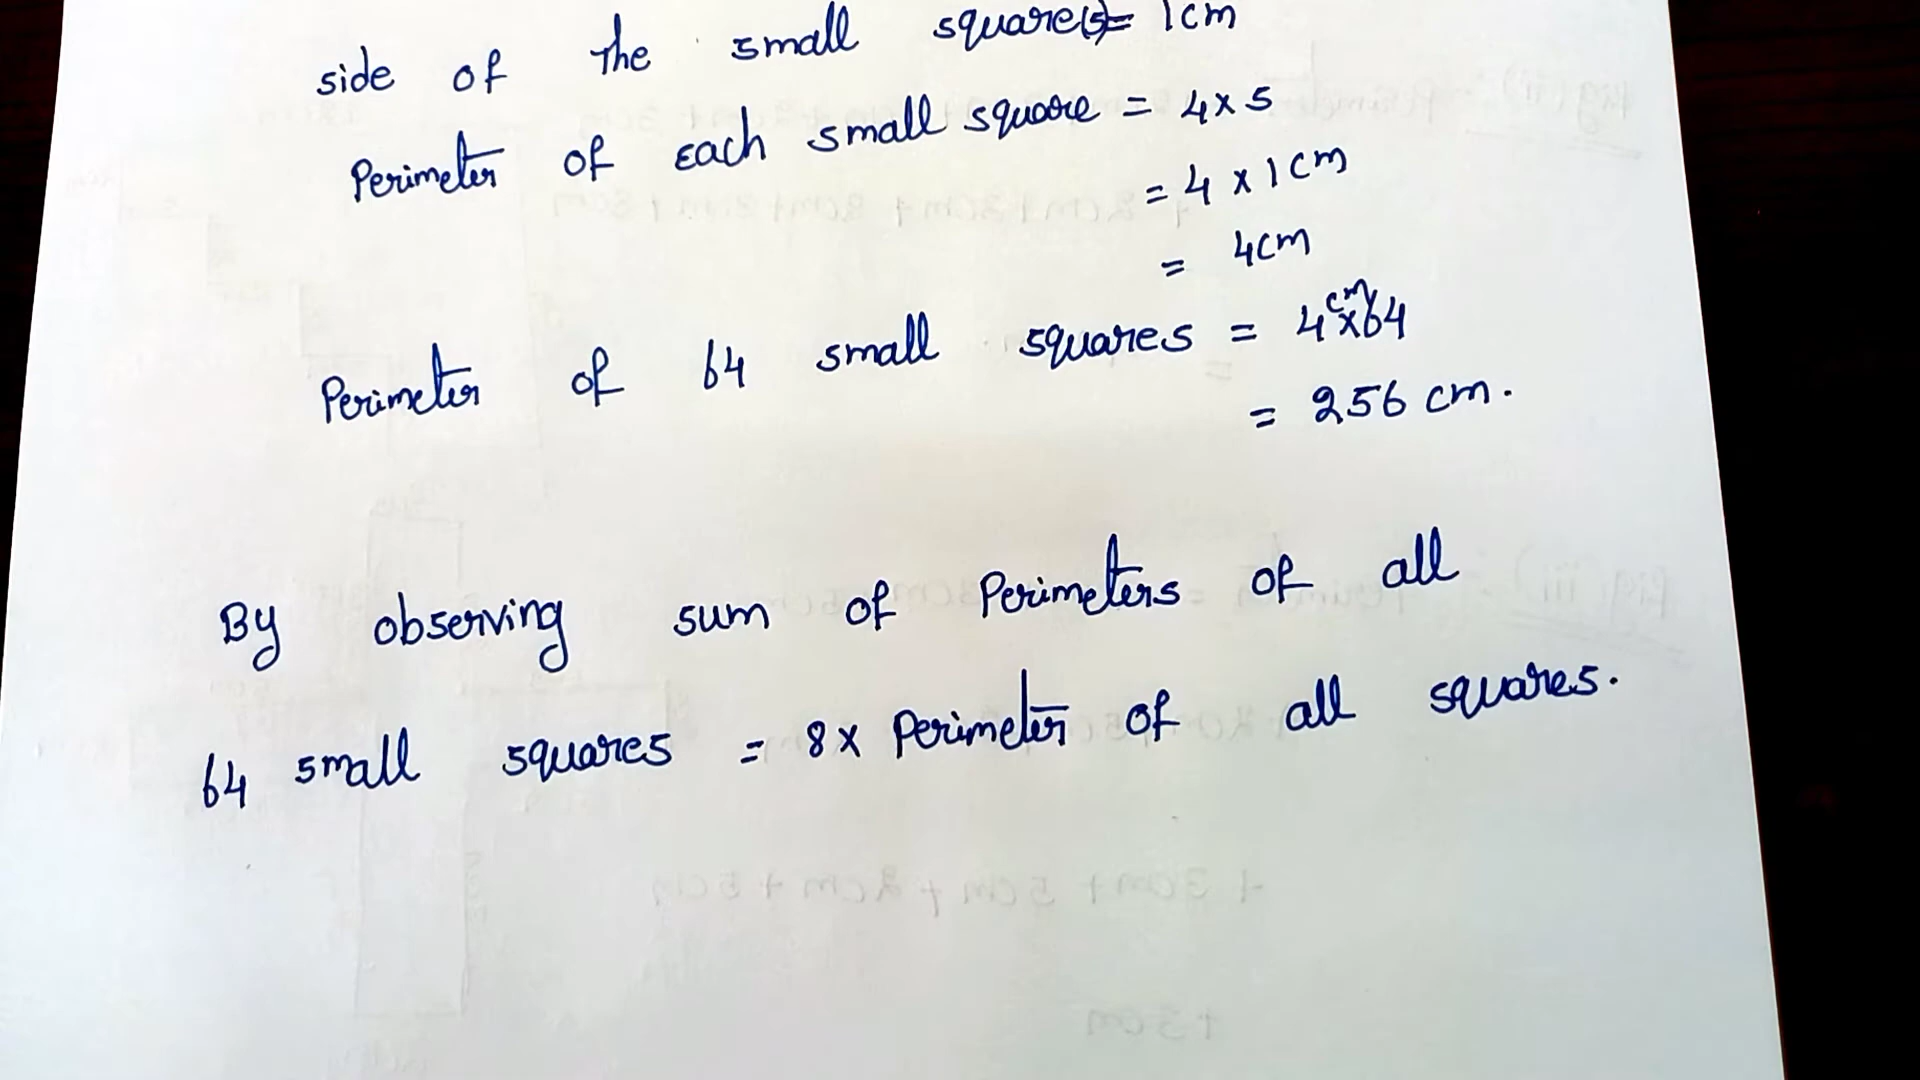 side of the small square(s)= 1cm
Perimeter of Each small square = 4×s
= 4 × 1cm
= 4cm
Perimeter of 64 small squares = 4cm×64
= 256 cm.
By observing sum of Perimeters of all
64 small squares = 8× Perimeter of all squares.